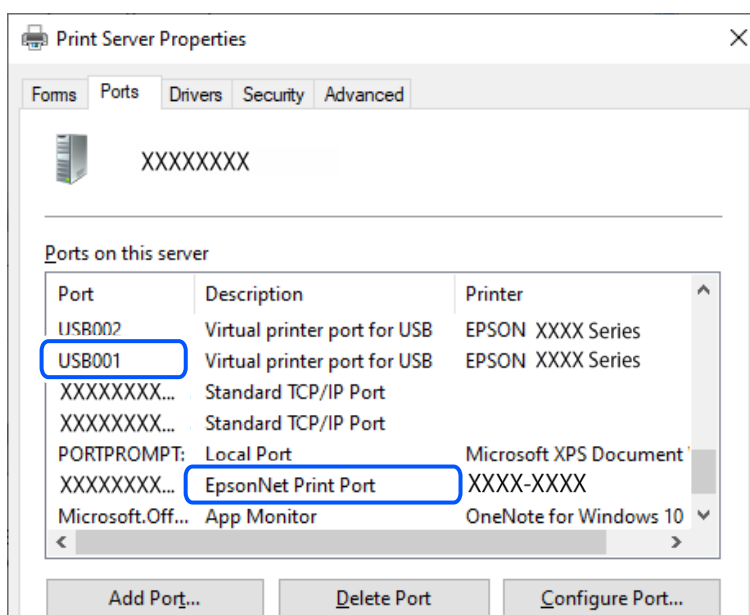 Print Server Properties
Forms Ports Drivers Security Advanced
XXXXXXXX
Ports on this server
Port Description Printer
USB002 Virtual printer port for USB EPSON XXXX Series
USB001 Virtual printer port for USB EPSON XXXX Series
XXXXXXXX... Standard TCP/IP Port
XXXXXXXX... Standard TCP/IP Port
PORTPROMPT: Local Port Microsoft XPS Document
XXXXXXXX... EpsonNet Print Port XXXX-XXXX
Microsoft.Off... App Monitor OneNote for Windows 10
Add Port... Delete Port Configure Port...